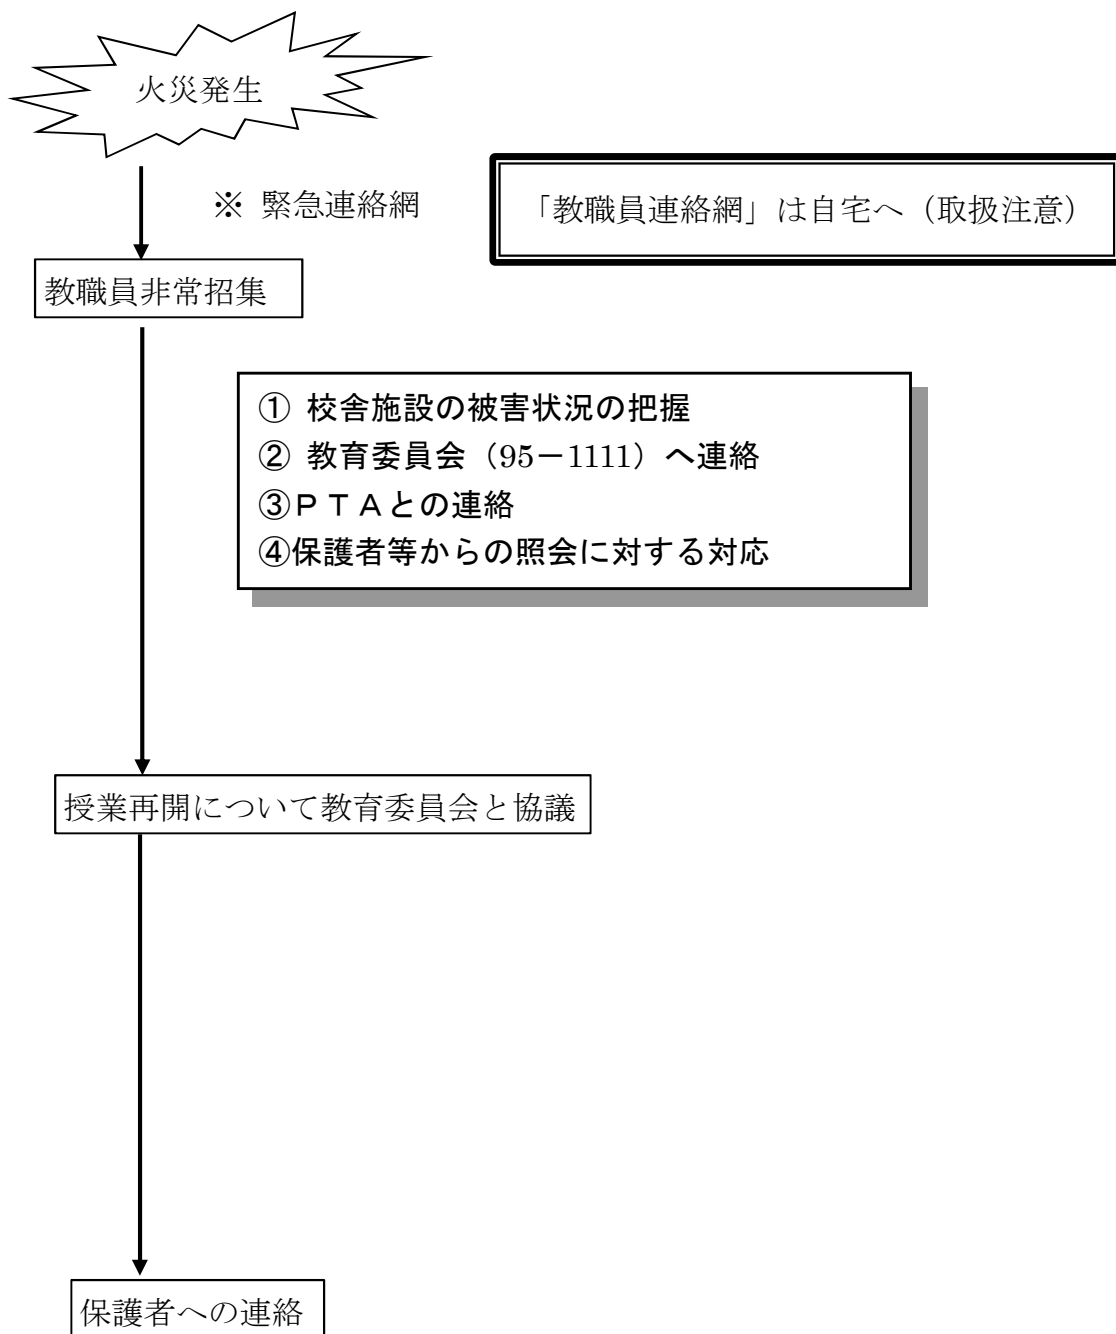 火災発生
※ 緊急連絡網
「教職員連絡網」は自宅へ（取扱注意）
教職員非常招集
① 校舎施設の被害状況の把握
② 教育委員会（95－1111）へ連絡
③ＰＴＡとの連絡
④保護者等からの照会に対する対応
授業再開について教育委員会と協議
保護者への連絡